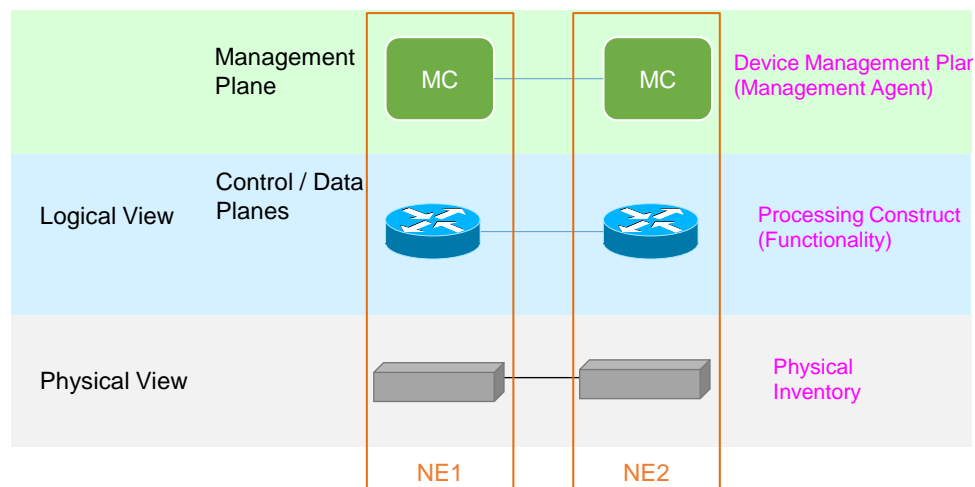 Management
Plane
MC
MC
Device Management Plan
(Management Agent)
Control / Data
Planes
Logical View
Processing Construct
(Functionality)
Physical View
Physical
Inventory
NE1
NE2